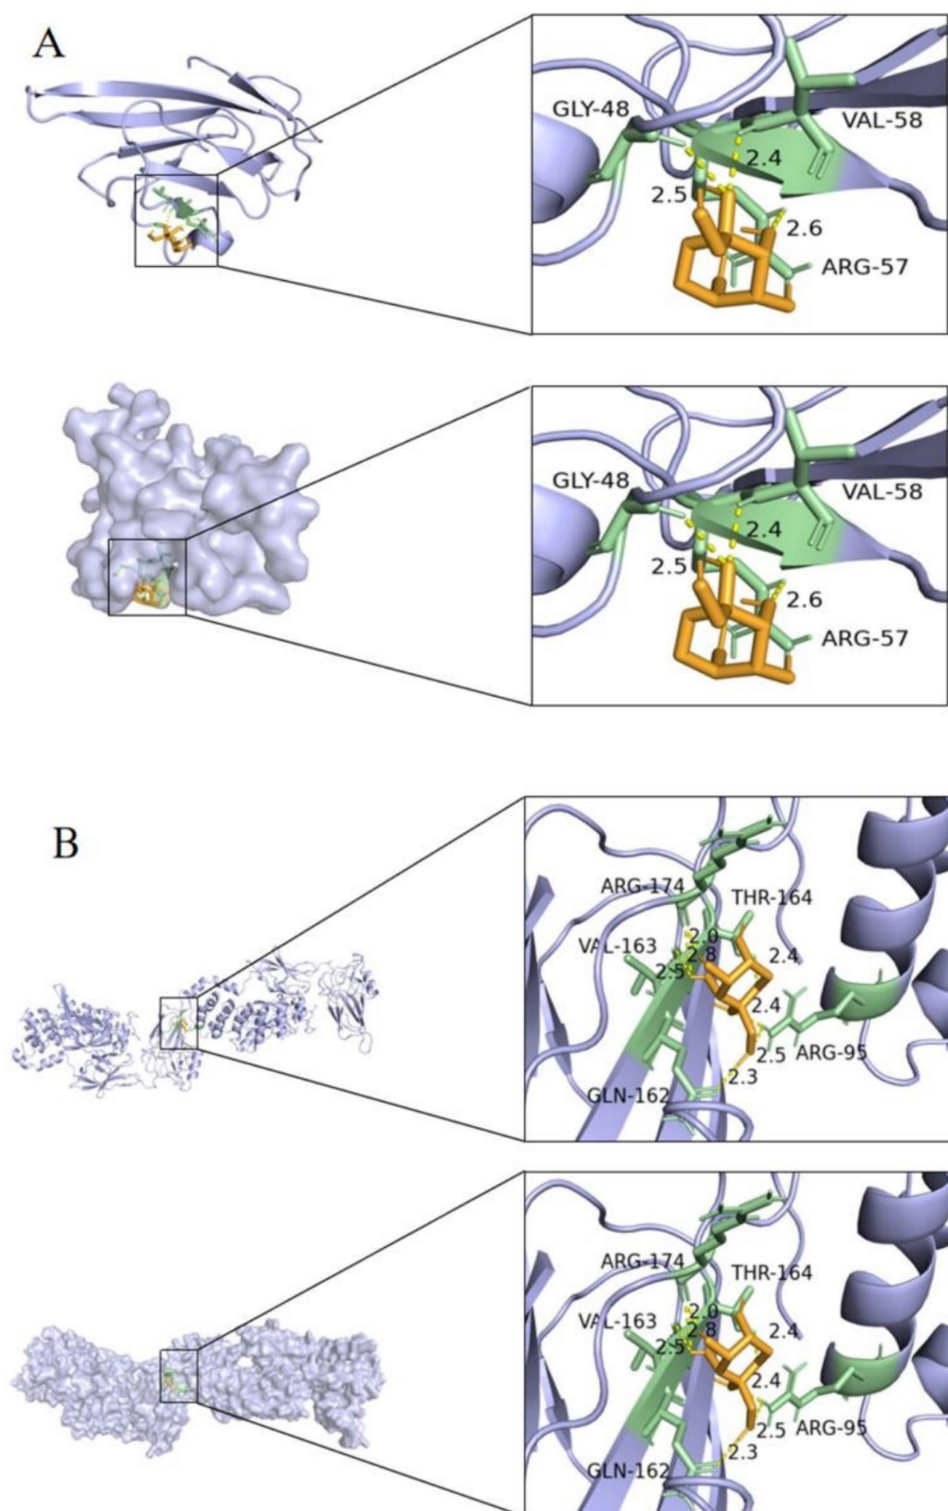 A
GLY-48
VAL-58
2.4
2.5
2.6
ARG-57
GLY-48
VAL-58
2.4
2.5
2.6
ARG-57
B
ARG-174
THR-164
2.0
VAL-163
2.8
2.4
2.5
2.4
2.5
ARG-95
2.3
GLN-162
ARG-174
THR-164
2.0
VAL-163
2.8
2.4
2.5
2.4
2.5
ARG-95
2.3
GLN-162